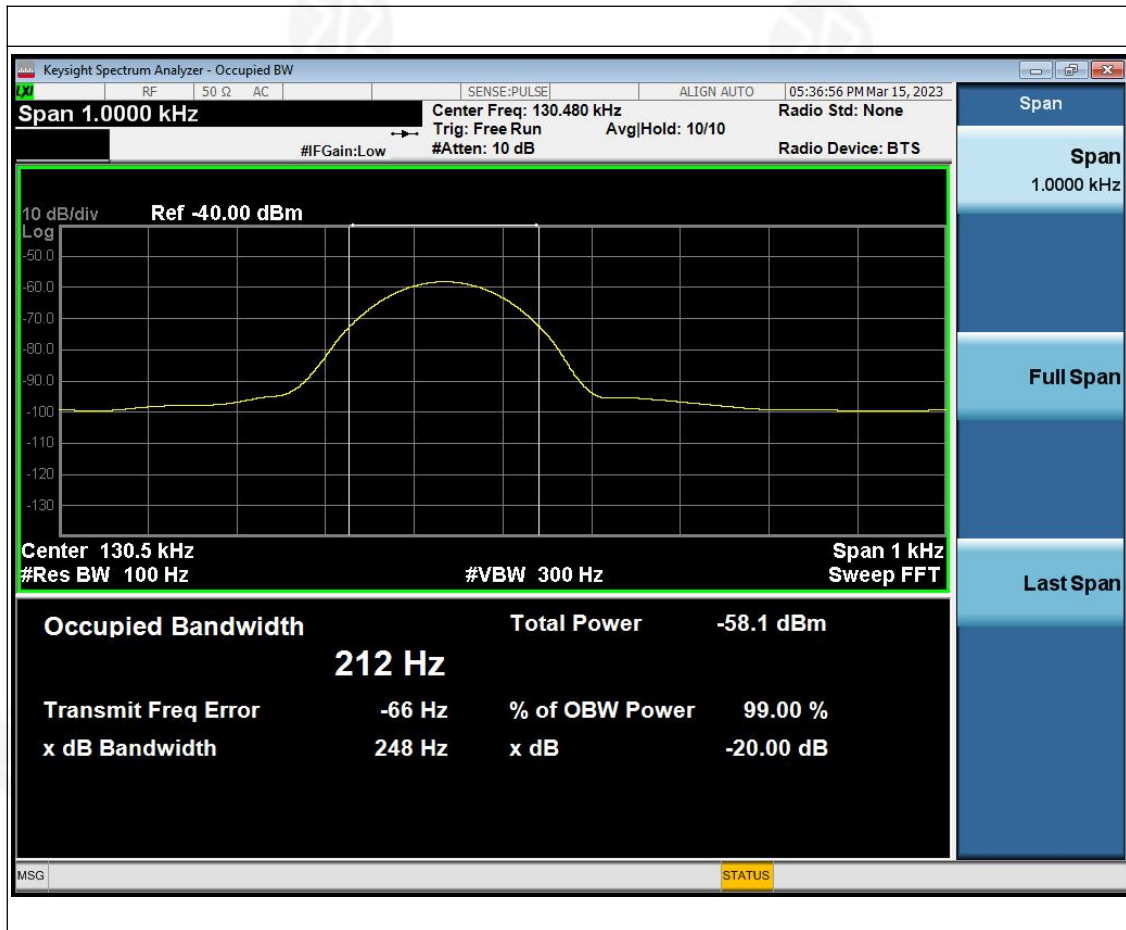 Keysight Spectrum Analyzer - Occupied BW
LXI RF 50 Ω AC SENSE:PULSE ALIGN AUTO 05:36:56 PM Mar 15, 2023
Span 1.0000 kHz
Center Freq: 130.480 kHz Radio Std: None
Trig: Free Run Avg|Hold: 10/10
#IFGain:Low #Atten: 10 dB Radio Device: BTS
10 dB/div Ref -40.00 dBm
Log
-50.0
-60.0
-70.0
-80.0
-90.0
-100
-110
-120
-130
Center 130.5 kHz Span 1 kHz
#Res BW 100 Hz #VBW 300 Hz Sweep FFT
Occupied Bandwidth Total Power -58.1 dBm
212 Hz
Transmit Freq Error -66 Hz % of OBW Power 99.00 %
x dB Bandwidth 248 Hz x dB -20.00 dB
MSG STATUS
Span
Span
1.0000 kHz
Full Span
Last Span